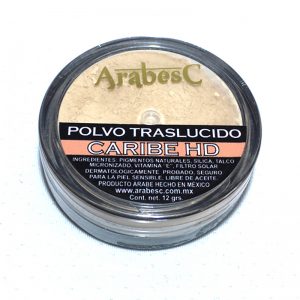 ArabesC
POLVO TRASLUCIDO
CARIBE HD
INGREDIENTES: PIGMENTOS NATURALES, SILICA, TALCO
MICRONIZADO, VITAMINA "E", FILTRO SOLAR
DERMATOLOGICAMENTE PROBADO, SEGURO
PARA LA PIEL SENSIBLE, LIBRE DE ACEITE.
PRODUCTO ARABE HECHO EN MÉXICO
www.arabesc.com.mx
Cont. net. 12 grs.